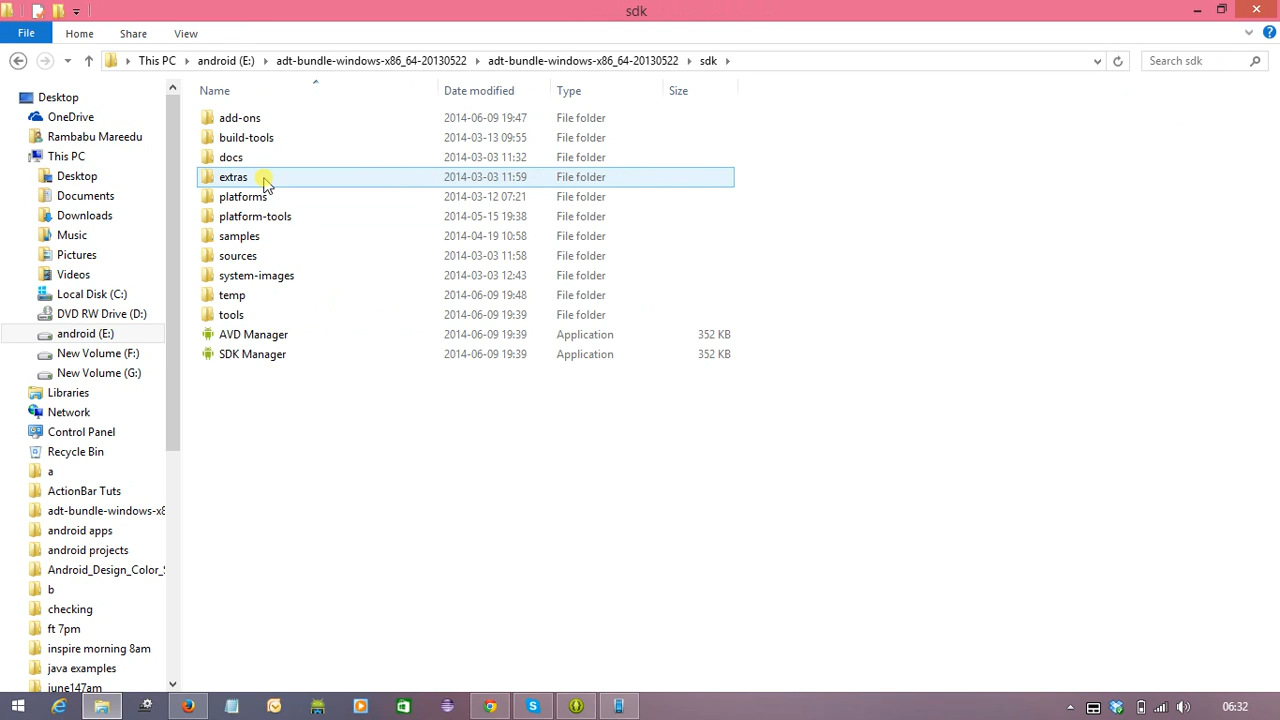 sdk
File Home Share View
This PC android (E:) adt-bundle-windows-x86_64-20130522 adt-bundle-windows-x86_64-20130522 sdk Search sdk
Name Date modified Type Size
Desktop
OneDrive
Rambabu Mareedu
This PC
Desktop
Documents
Downloads
Music
Pictures
Videos
Local Disk (C:)
DVD RW Drive (D:)
android (E:)
New Volume (F:)
New Volume (G:)
Libraries
Network
Control Panel
Recycle Bin
a
ActionBar Tuts
adt-bundle-windows-x8
android apps
android projects
Android_Design_Color_S
b
checking
ft 7pm
inspire morning 8am
java examples
june147am
add-ons 2014-06-09 19:47 File folder
build-tools 2014-03-13 09:55 File folder
docs 2014-03-03 11:32 File folder
extras 2014-03-03 11:59 File folder
platforms 2014-03-12 07:21 File folder
platform-tools 2014-05-15 19:38 File folder
samples 2014-04-19 10:58 File folder
sources 2014-03-03 11:58 File folder
system-images 2014-03-03 12:43 File folder
temp 2014-06-09 19:48 File folder
tools 2014-06-09 19:39 File folder
AVD Manager 2014-06-09 19:39 Application 352 KB
SDK Manager 2014-06-09 19:39 Application 352 KB
06:32